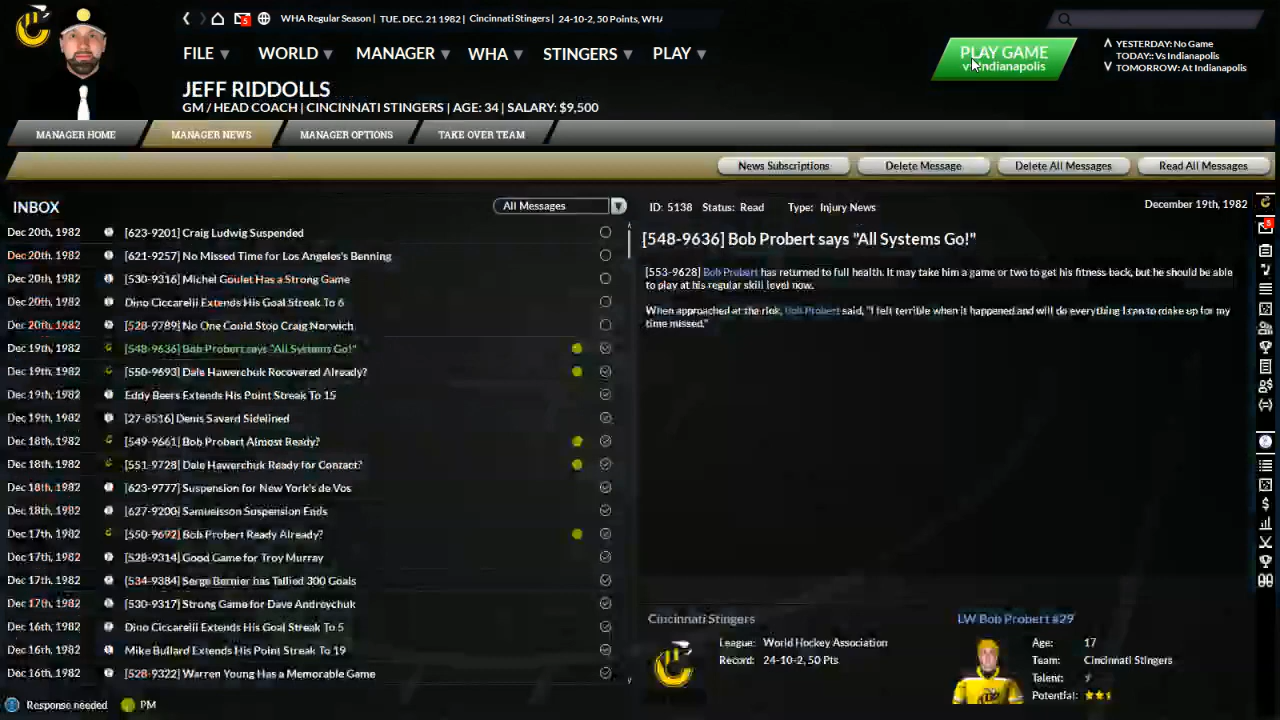 WHA Regular Season | TUE. DEC. 21 1982 | Cincinnati Stingers | 24-10-2, 50 Points, WHA
5
FILE WORLD MANAGER WHA STINGERS PLAY
PLAY GAME
vs Indianapolis
YESTERDAY: No Game
TODAY: Vs Indianapolis
TOMORROW: At Indianapolis
JEFF RIDDOLLS
GM / HEAD COACH | CINCINNATI STINGERS | AGE: 34 | SALARY: $9,500
MANAGER HOME MANAGER NEWS MANAGER OPTIONS TAKE OVER TEAM
News Subscriptions Delete Message Delete All Messages Read All Messages
INBOX All Messages
Dec 20th, 1982 [623-9201] Craig Ludwig Suspended
Dec 20th, 1982 [621-9257] No Missed Time for Los Angeles's Benning
Dec 20th, 1982 [530-9316] Michel Goulet Has a Strong Game
Dec 20th, 1982 Dino Ciccarelli Extends His Goal Streak To 6
Dec 20th, 1982 [528-9789] No One Could Stop Craig Norwich
Dec 19th, 1982 [548-9636] Bob Probert says "All Systems Go!"
Dec 19th, 1982 [550-9693] Dale Hawerchuk Recovered Already?
Dec 19th, 1982 Eddy Beers Extends His Point Streak To 15
Dec 19th, 1982 [27-8516] Denis Savard Sidelined
Dec 18th, 1982 [549-9661] Bob Probert Almost Ready?
Dec 18th, 1982 [551-9728] Dale Hawerchuk Ready for Contact?
Dec 18th, 1982 [623-9777] Suspension for New York's de Vos
Dec 18th, 1982 [627-9200] Samuelsson Suspension Ends
Dec 17th, 1982 [550-9692] Bob Probert Ready Already?
Dec 17th, 1982 [528-9314] Good Game for Troy Murray
Dec 17th, 1982 [534-9384] Serge Bernier has Tallied 300 Goals
Dec 17th, 1982 [530-9317] Strong Game for Dave Andreychuk
Dec 16th, 1982 Dino Ciccarelli Extends His Goal Streak To 5
Dec 16th, 1982 Mike Bullard Extends His Point Streak To 19
Dec 16th, 1982 [528-9322] Warren Young Has a Memorable Game
Response needed PM
ID: 5138 Status: Read Type: Injury News December 19th, 1982
[548-9636] Bob Probert says "All Systems Go!"
[553-9628] Bob Probert has returned to full health. It may take him a game or two to get his fitness back, but he should be able
to play at his regular skill level now.
When approached at the rink, Bob Probert said, "I felt terrible when it happened and will do everything I can to make up for my
time missed."
Cincinnati Stingers
League: World Hockey Association
Record: 24-10-2, 50 Pts
LW Bob Probert #29
Age: 17
Team: Cincinnati Stingers
Talent:
Potential: